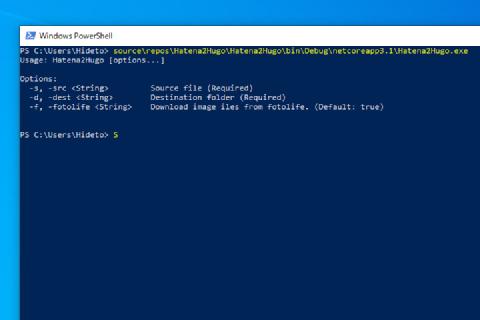 Windows PowerShell
PS C:\Users\Hideto> source\repos\Hatena2Hugo\Hatena2Hugo\bin\Debug\netcoreapp3.1\Hatena2Hugo.exe
Usage: Hatena2Hugo [options...]
Options:
-s, -src <String> Source file (Required)
-d, -dest <String> Destination folder (Required)
-f, -fotolife <String> Download image iles from fotolife. (Default: true)
PS C:\Users\Hideto> S